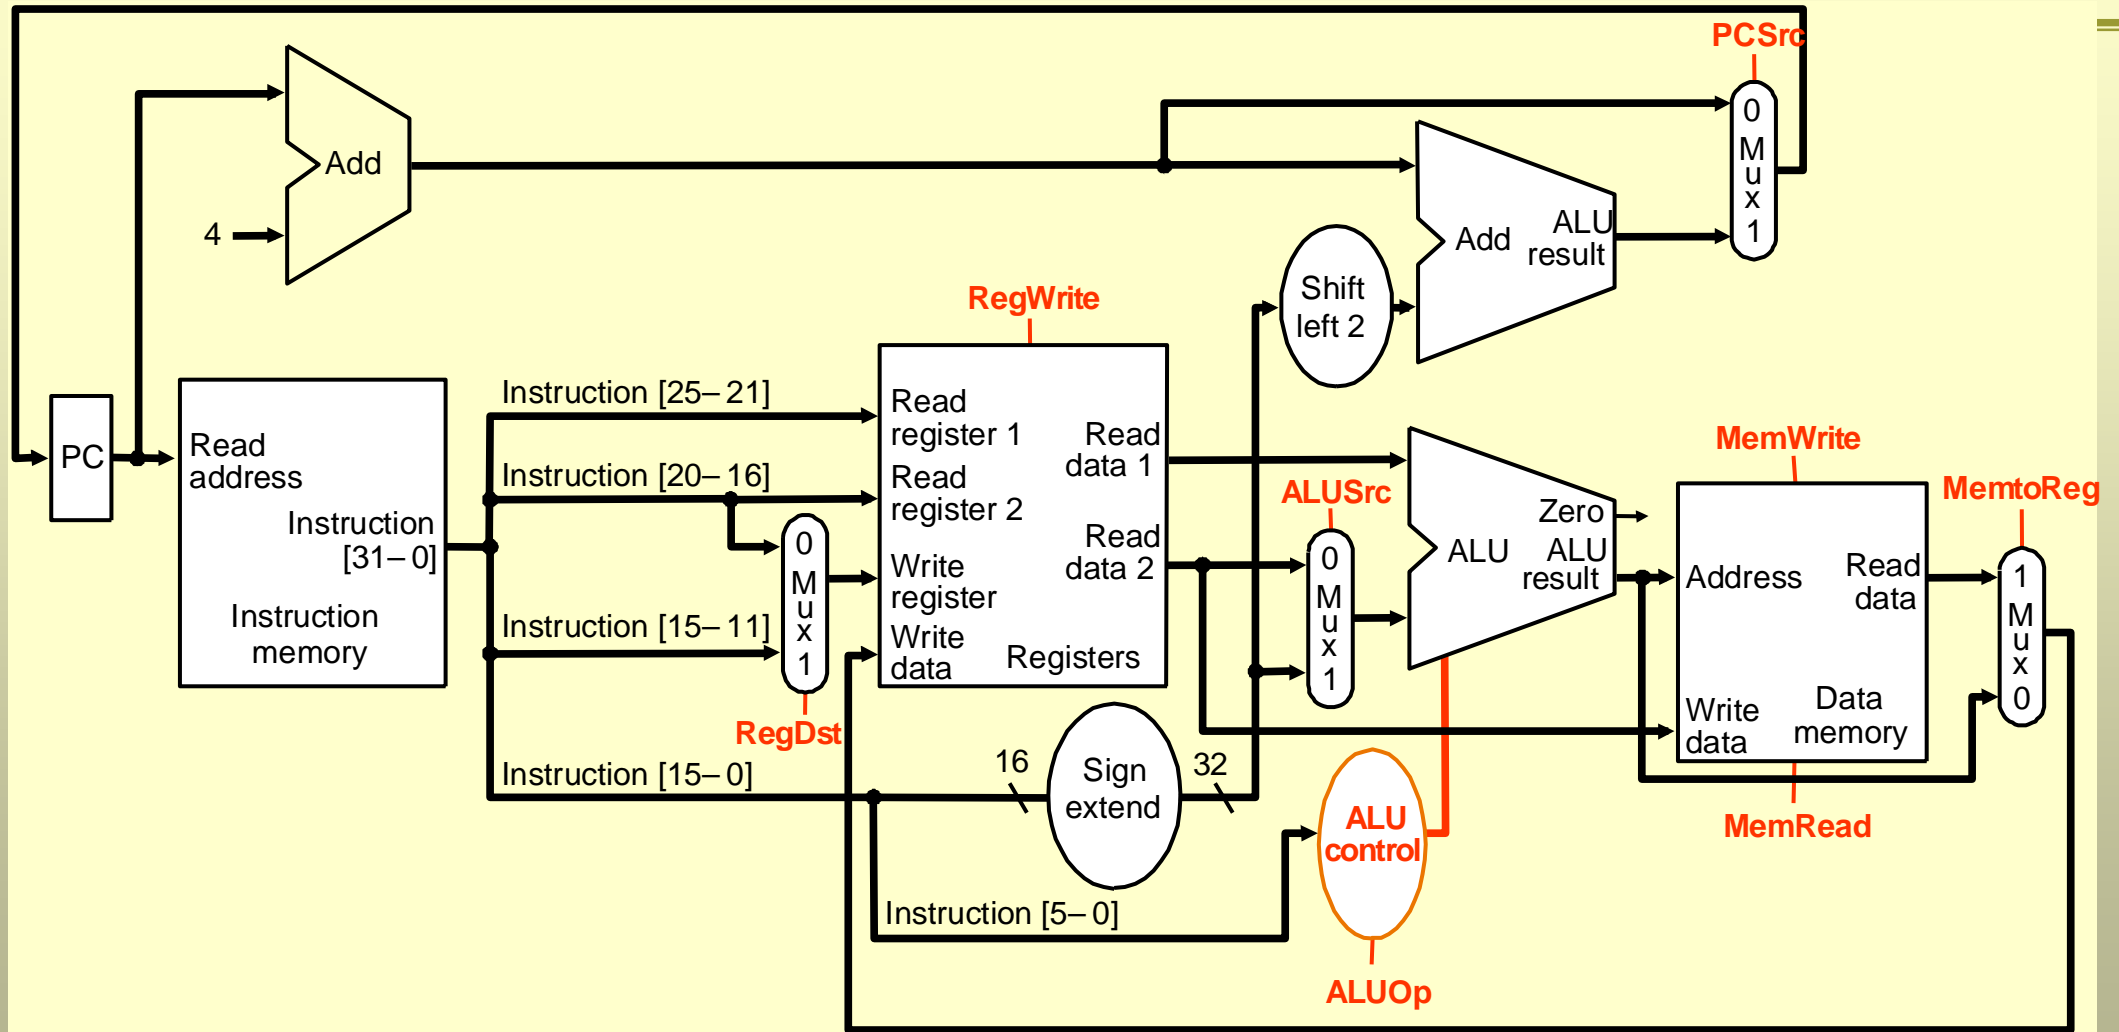 PCSrc
0
M
u
x
1
Add
4
Add
ALU
result
Shift
left 2
RegWrite
PC
Read
address
Instruction
[31–0]
Instruction
memory
Instruction [25–21]
Instruction [20–16]
Instruction [15–11]
Instruction [15–0]
Instruction [5–0]
0
M
u
x
1
RegDst
Read
register 1
Read
register 2
Write
register
Write
data
Read
data 1
Read
data 2
Registers
16
Sign
extend
32
ALUSrc
0
M
u
x
1
Zero
ALU
ALU
result
ALU
control
ALUOp
MemWrite
Address
Read
data
Write
data
Data
memory
MemRead
MemtoReg
1
M
u
x
0